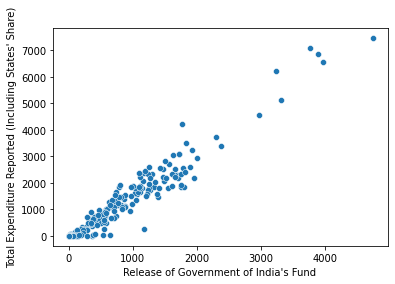 Total Expenditure Reported (Including States' Share)
7000
6000
5000
4000
3000
2000
1000
0
0 1000 2000 3000 4000
Release of Government of India's Fund